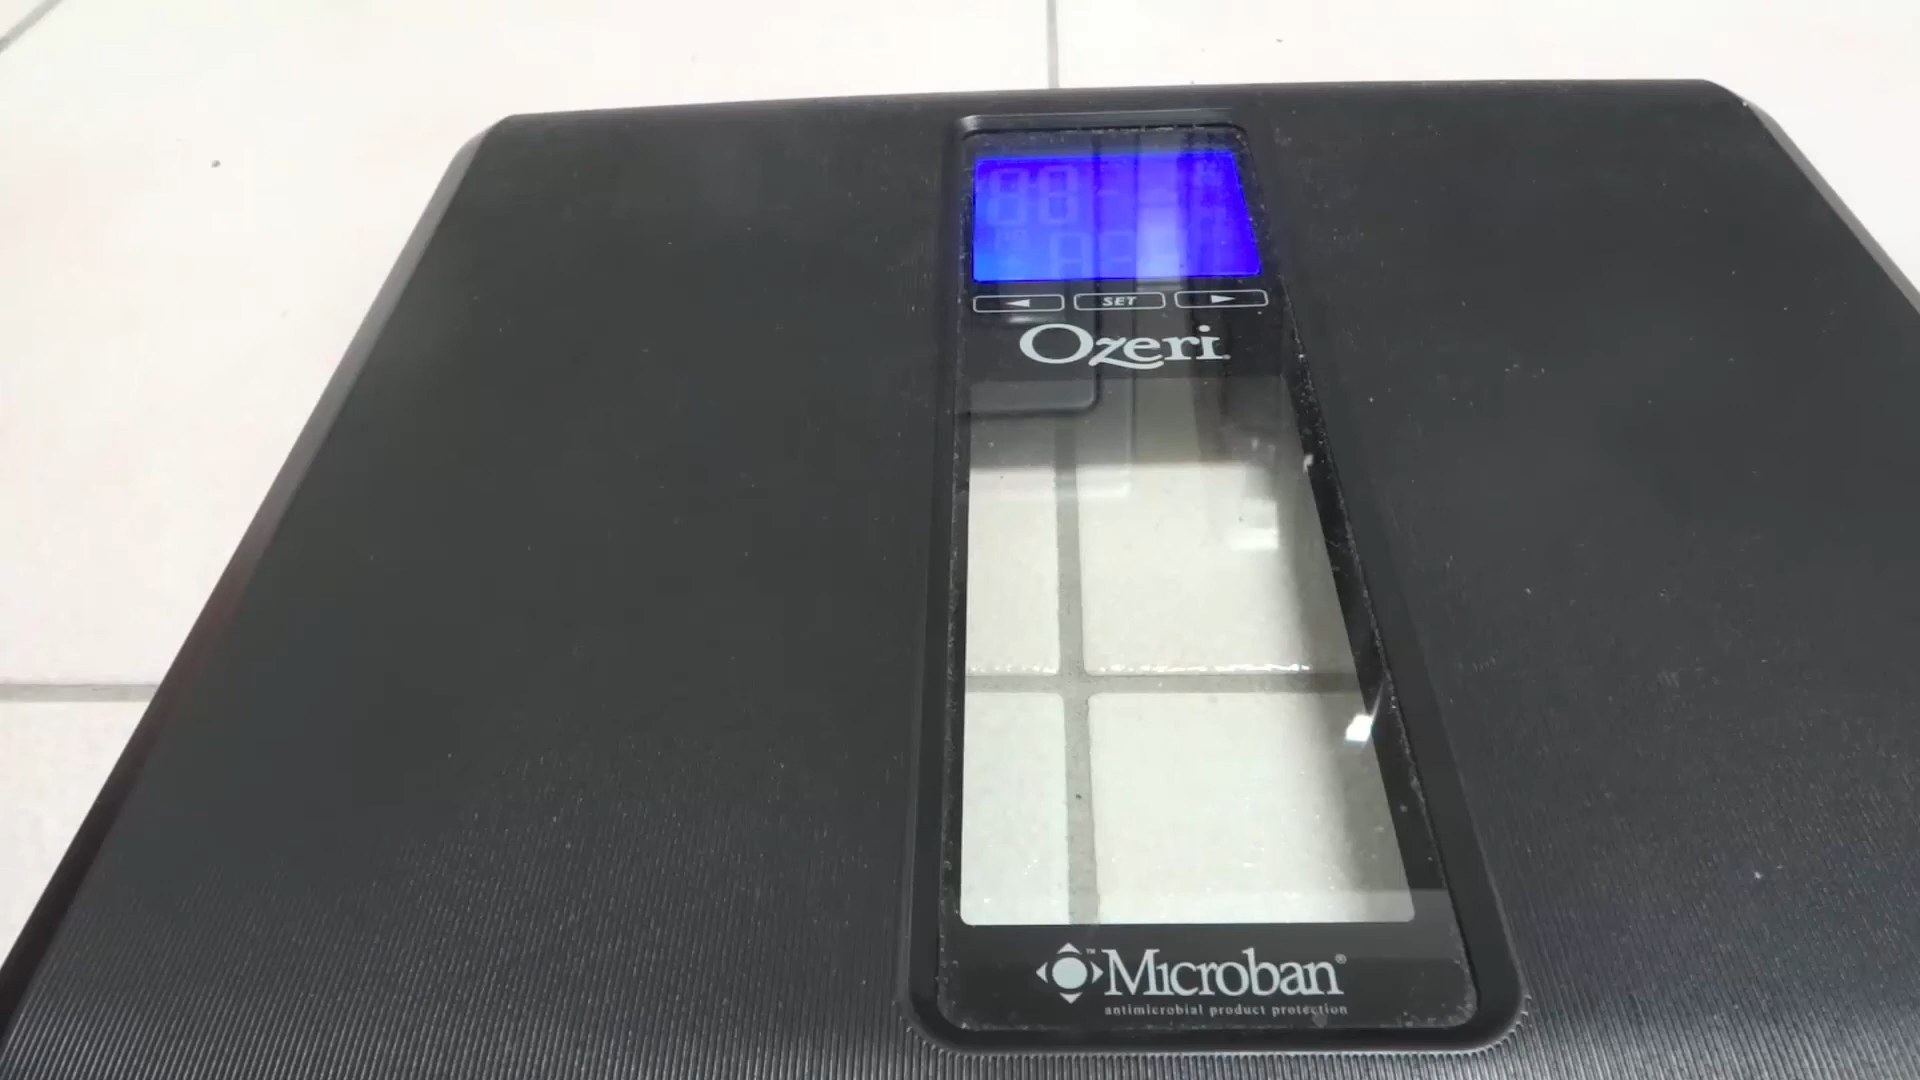 ◄ SET ►
Ozeri
Microban®
antimicrobial product protection